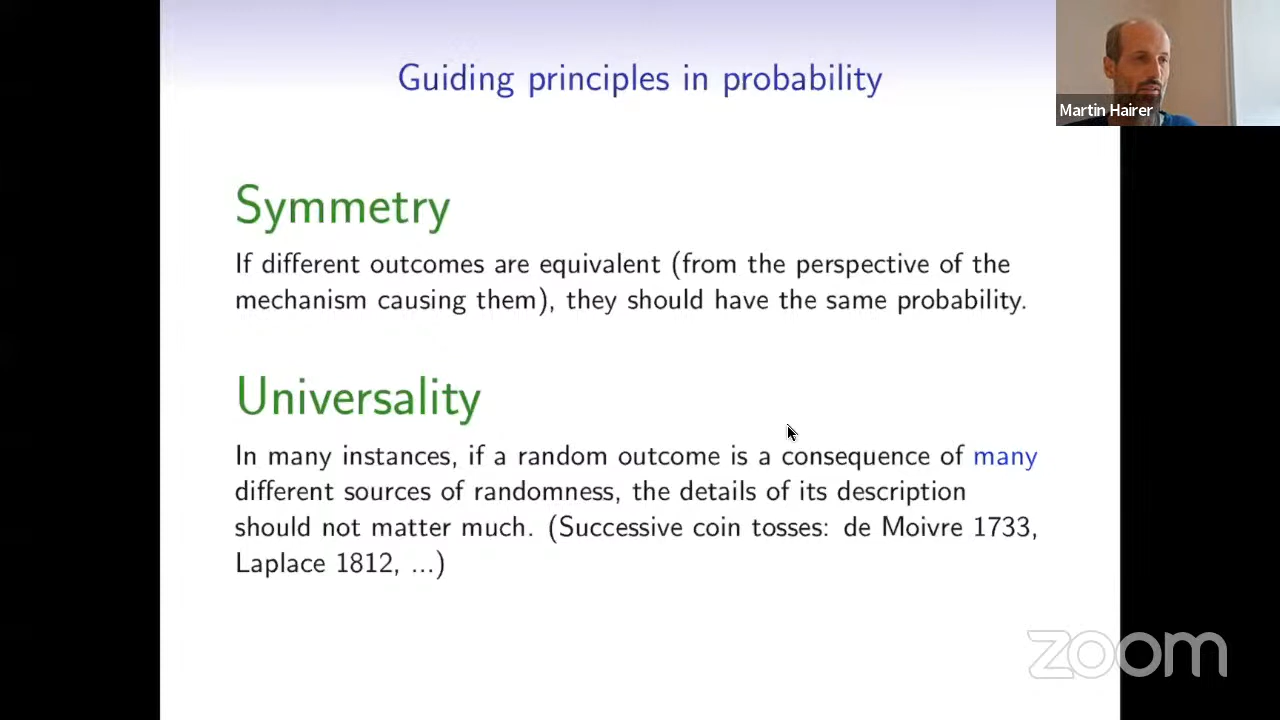 Guiding principles in probability
Martin Hairer
Symmetry
If different outcomes are equivalent (from the perspective of the
mechanism causing them), they should have the same probability.
Universality
In many instances, if a random outcome is a consequence of many
different sources of randomness, the details of its description
should not matter much. (Successive coin tosses: de Moivre 1733,
Laplace 1812, ...)
zoom